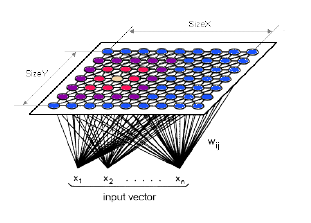 SizeX
SizeY
wij
x1 x2 . . . . . xn
input vector